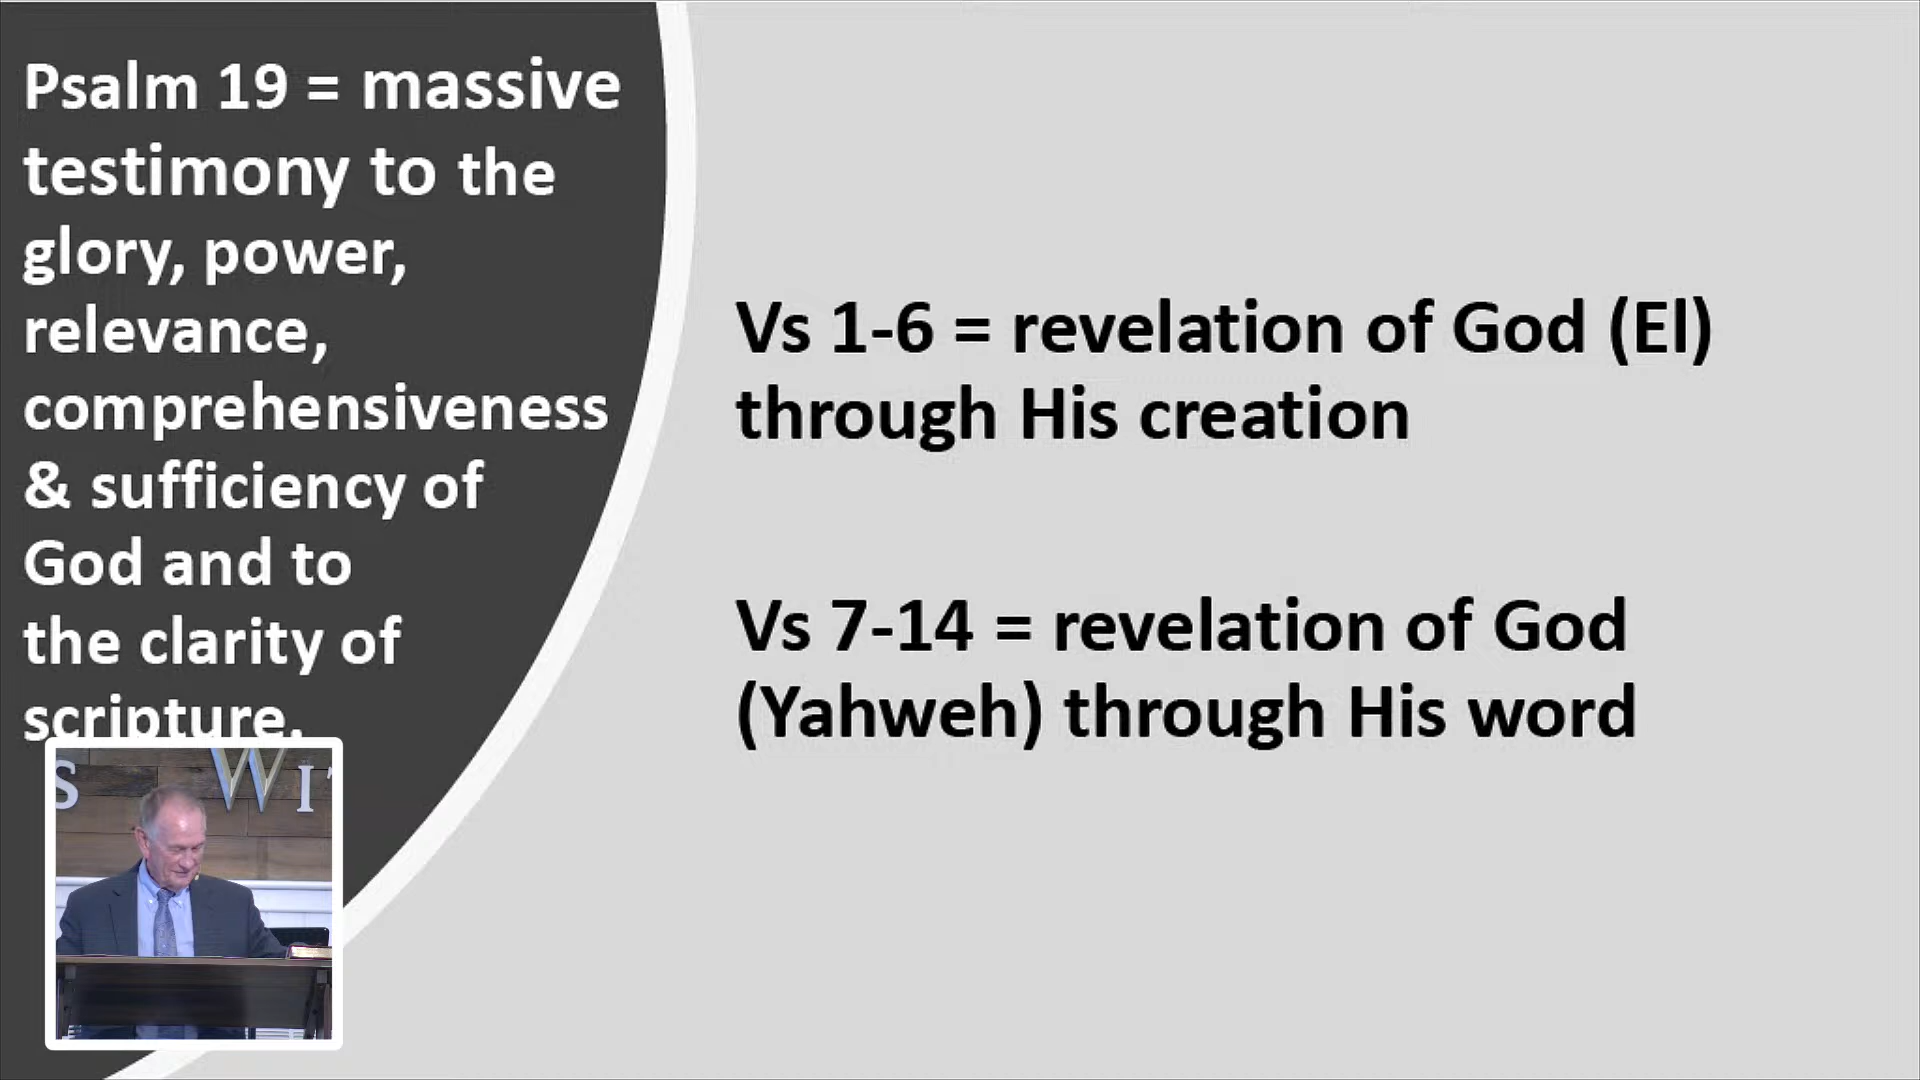 Psalm 19 = massive
testimony to the
glory, power,
relevance,
comprehensiveness
& sufficiency of
God and to
the clarity of
scripture.
Vs 1-6 = revelation of God (El)
through His creation
Vs 7-14 = revelation of God
(Yahweh) through His word
S WI